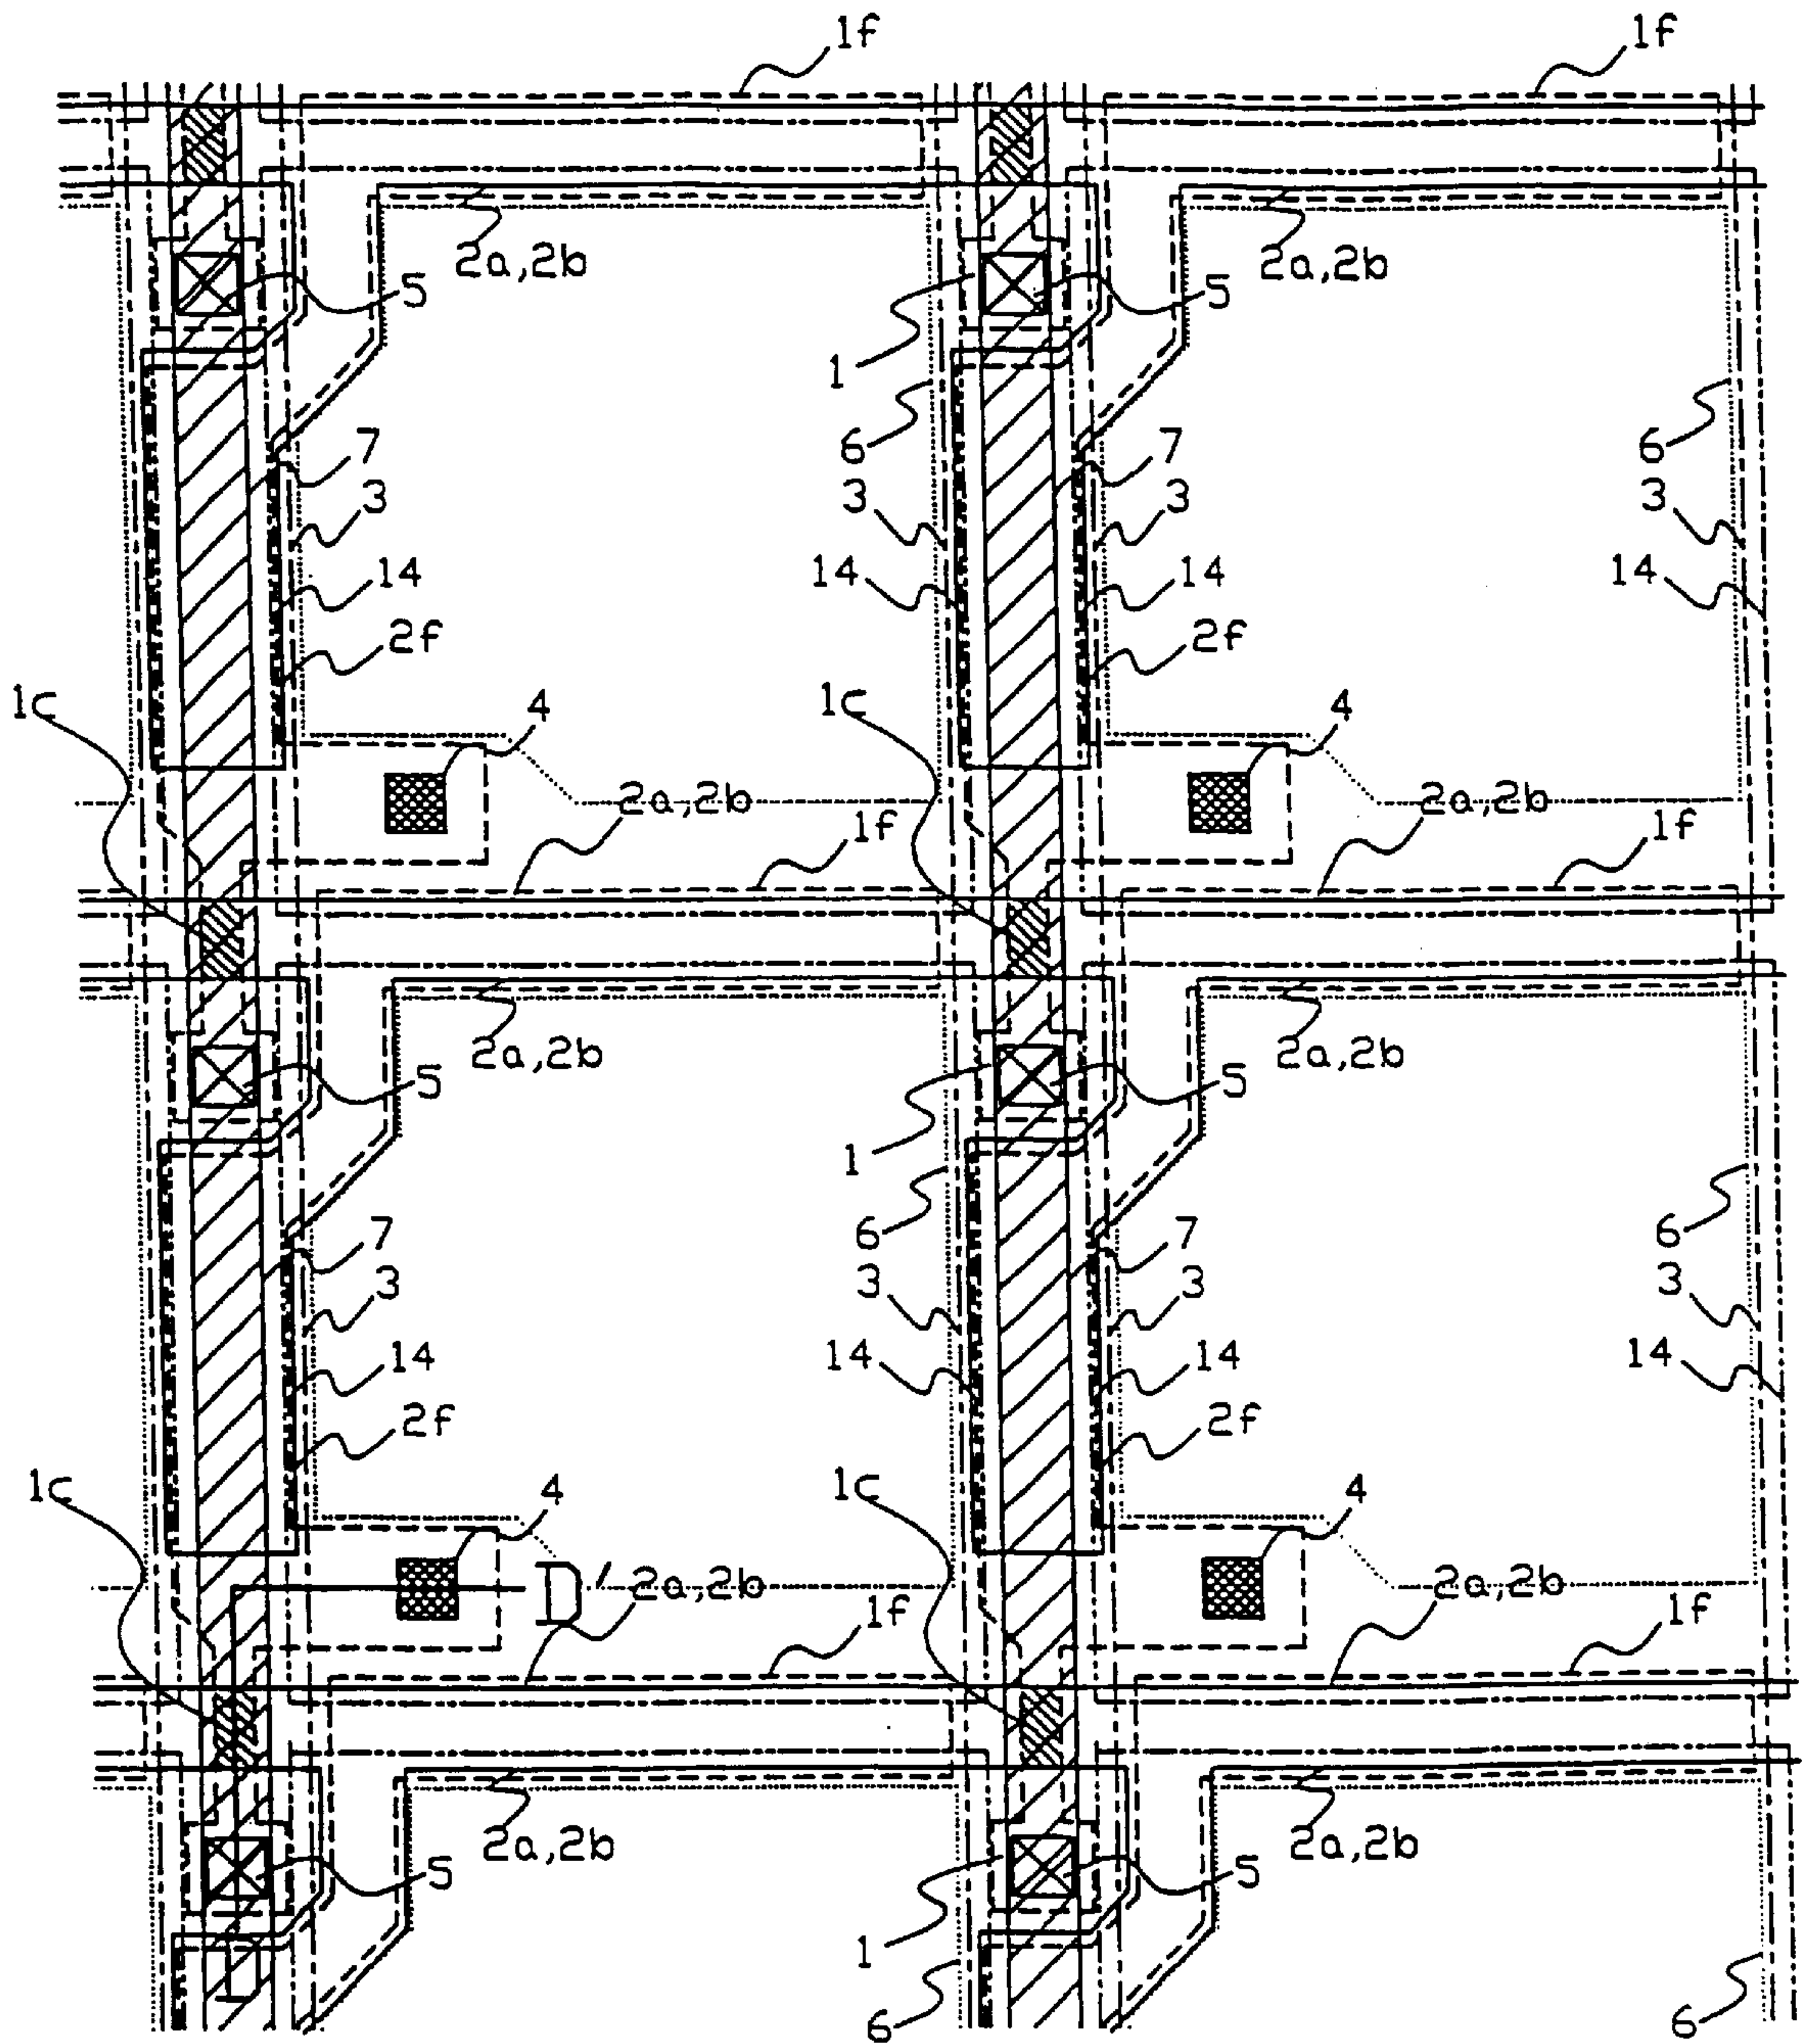 1f 1f
2a,2b 2a,2b
5 1 5
6 6
7 3 7 3
3
14 14 14 14
2f 2f
1c 4 1c 4
2a,2b 2a,2b
1f 1f
2a,2b 2a,2b
5 1 5
6 6
7 3 7 3
3
14 14 14 14
2f 2f
1c 4 1c 4
D' 2a,2b 2a,2b
1f 1f
2a,2b 2a,2b
5 1 5
D
6 6